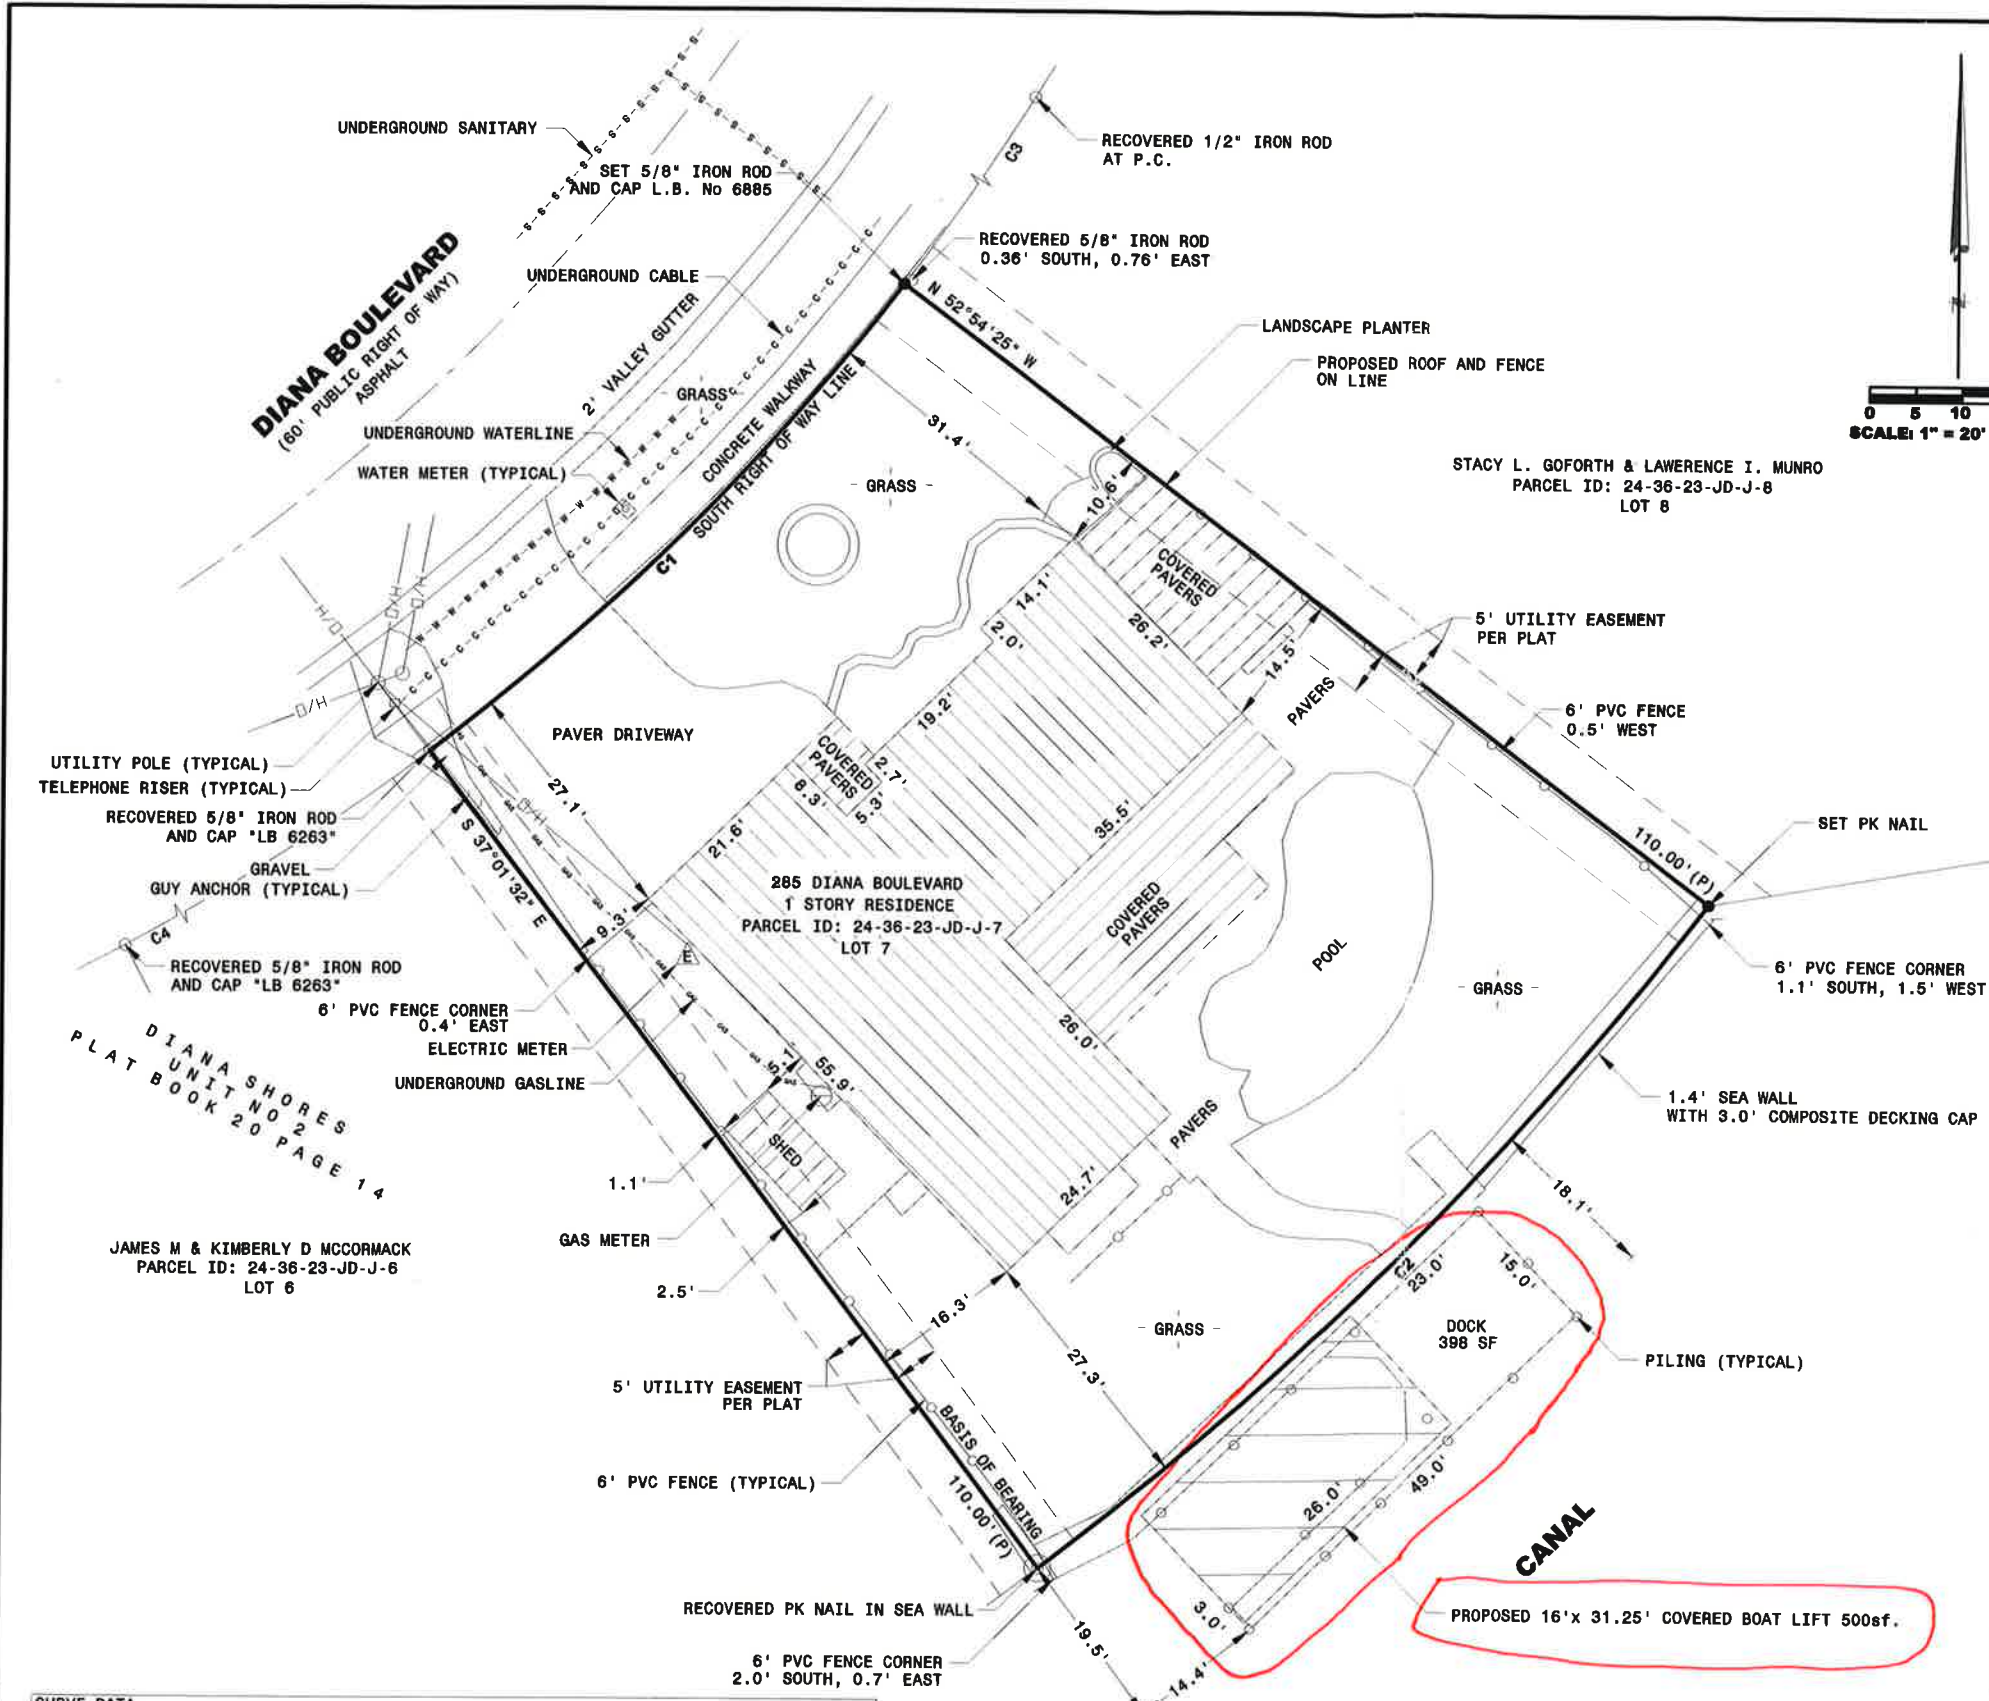 UNDERGROUND SANITARY
SET 5/8" IRON ROD
AND CAP L.B. No 6885
RECOVERED 1/2" IRON ROD
AT P.C.
C3
RECOVERED 5/8" IRON ROD
0.36' SOUTH, 0.76' EAST
DIANA BOULEVARD
(60' PUBLIC RIGHT OF WAY)
ASPHALT
UNDERGROUND CABLE
2' VALLEY GUTTER
- GRASS -
CONCRETE WALKWAY
SOUTH RIGHT OF WAY LINE
C1
UNDERGROUND WATERLINE
WATER METER (TYPICAL)
N 52°54'25" W
LANDSCAPE PLANTER
PROPOSED ROOF AND FENCE
ON LINE
0 5 10
SCALE: 1" = 20'
STACY L. GOFORTH & LAWERENCE I. MUNRO
PARCEL ID: 24-36-23-JD-J-8
LOT 8
31.4'
- GRASS -
10.6'
COVERED
PAVERS
14.1'
2.0'
26.2'
14.5'
PAVERS
5' UTILITY EASEMENT
PER PLAT
6' PVC FENCE
0.5' WEST
O/H
O/H
O/H
O/H
UTILITY POLE (TYPICAL)
TELEPHONE RISER (TYPICAL)
RECOVERED 5/8" IRON ROD
AND CAP "LB 6263"
GRAVEL
GUY ANCHOR (TYPICAL)
PAVER DRIVEWAY
27.1'
O/H
19.2'
COVERED
PAVERS
2.7'
8.3'
5.3'
21.6'
35.5'
S 37°01'32" E
9.3'
285 DIANA BOULEVARD
1 STORY RESIDENCE
PARCEL ID: 24-36-23-JD-J-7
LOT 7
COVERED
PAVERS
POOL
110.00'(P)
SET PK NAIL
- GRASS -
6' PVC FENCE CORNER
1.1' SOUTH, 1.5' WEST
C4
RECOVERED 5/8" IRON ROD
AND CAP "LB 6263"
DIANA SHORES
UNIT NO 2
PLAT BOOK 20 PAGE 14
6' PVC FENCE CORNER
0.4' EAST
E
ELECTRIC METER
UNDERGROUND GASLINE
5.1'
55.9'
26.0'
SHED
PAVERS
1.4' SEA WALL
WITH 3.0' COMPOSITE DECKING CAP
1.1'
24.7'
18.1'
GAS METER
JAMES M & KIMBERLY D MCCORMACK
PARCEL ID: 24-36-23-JD-J-6
LOT 6
2.5'
16.3'
C2
23.0'
15.0'
DOCK
398 SF
- GRASS -
27.3'
PILING (TYPICAL)
5' UTILITY EASEMENT
PER PLAT
BASIS OF BEARING
110.00'(P)
6' PVC FENCE (TYPICAL)
26.0'
49.0'
CANAL
RECOVERED PK NAIL IN SEA WALL
3.0'
PROPOSED 16'x 31.25' COVERED BOAT LIFT 500sf.
19.5'
14.4'
6' PVC FENCE CORNER
2.0' SOUTH, 0.7' EAST
CURVE DATA